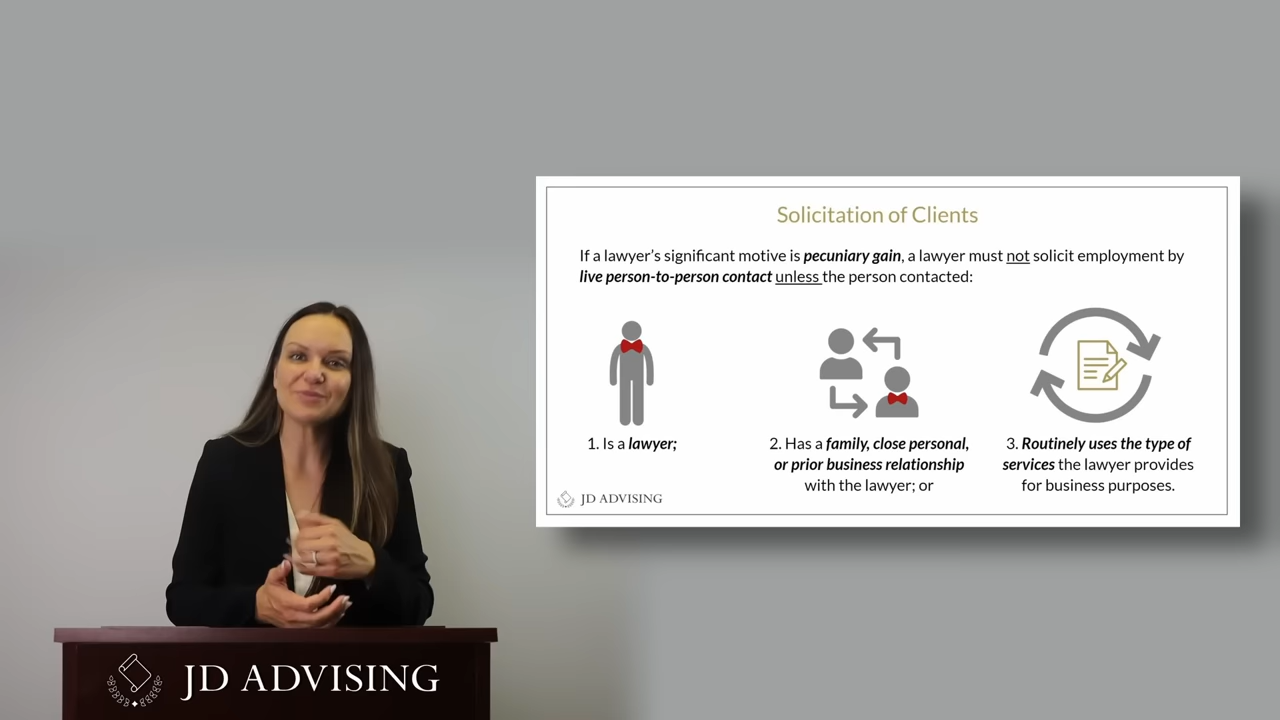 Solicitation of Clients
If a lawyer's significant motive is pecuniary gain, a lawyer must not solicit employment by
live person-to-person contact unless the person contacted:
1. Is a lawyer;
2. Has a family, close personal,
or prior business relationship
with the lawyer; or
3. Routinely uses the type of
services the lawyer provides
for business purposes.
JD ADVISING
JD ADVISING